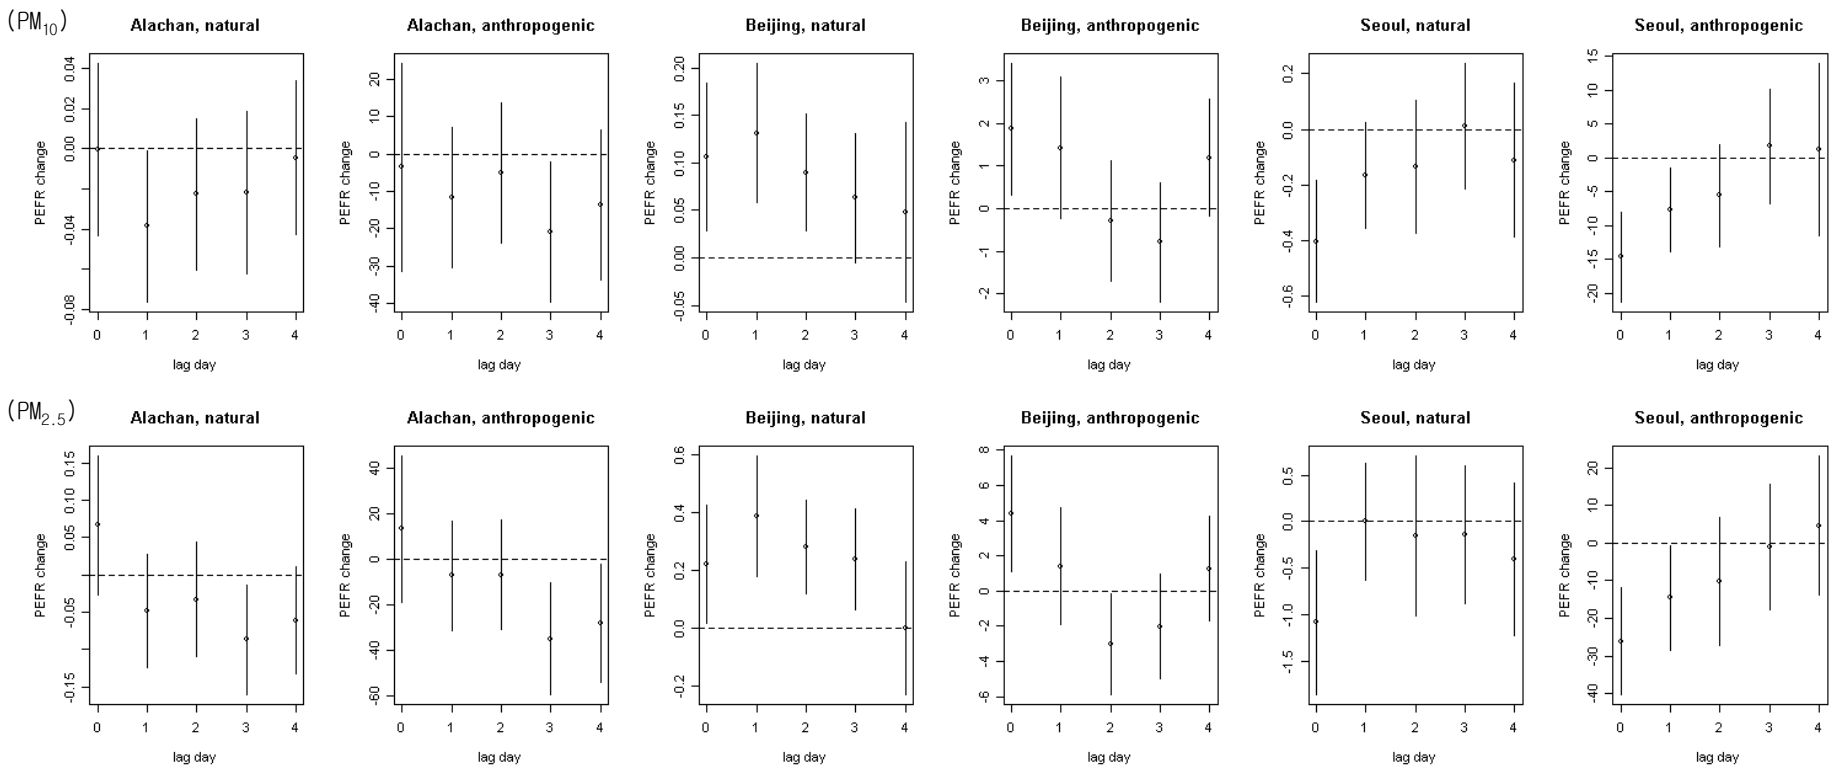 (PM10)
Alachan, natural
PEFR change
0.04
0.02
0.00
-0.04
-0.08
0 1 2 3 4
lag day
Alachan, anthropogenic
PEFR change
20
10
0
-10
-20
-30
-40
0 1 2 3 4
lag day
Beijing, natural
PEFR change
0.20
0.15
0.10
0.05
0.00
-0.05
0 1 2 3 4
lag day
Beijing, anthropogenic
PEFR change
3
2
1
0
-1
-2
0 1 2 3 4
lag day
Seoul, natural
PEFR change
0.2
0.0
-0.2
-0.4
-0.6
0 1 2 3 4
lag day
Seoul, anthropogenic
PEFR change
15
10
5
0
-5
-10
-15
-20
0 1 2 3 4
lag day
(PM2.5)
Alachan, natural
PEFR change
0.15
0.10
0.05
-0.05
-0.15
0 1 2 3 4
lag day
Alachan, anthropogenic
PEFR change
40
20
0
-20
-40
-60
0 1 2 3 4
lag day
Beijing, natural
PEFR change
0.6
0.4
0.2
0.0
-0.2
0 1 2 3 4
lag day
Beijing, anthropogenic
PEFR change
8
6
4
2
0
-2
-4
-6
0 1 2 3 4
lag day
Seoul, natural
PEFR change
0.5
0.0
-0.5
-1.0
-1.5
0 1 2 3 4
lag day
Seoul, anthropogenic
PEFR change
20
10
0
-10
-20
-30
-40
0 1 2 3 4
lag day